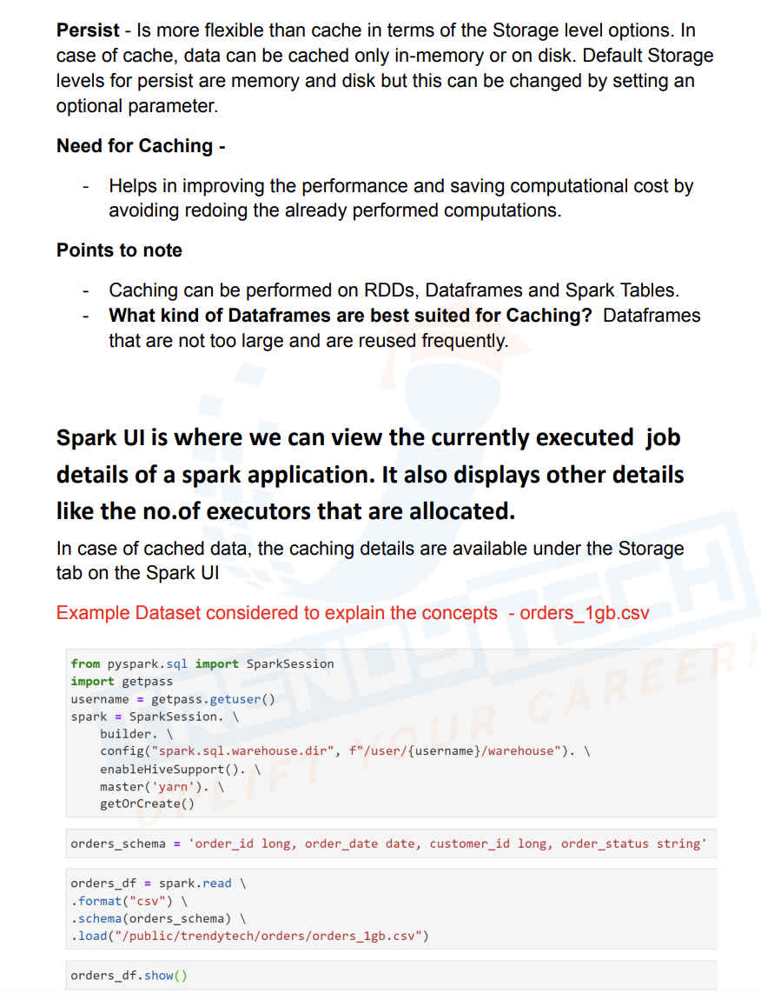 Persist - Is more flexible than cache in terms of the Storage level options. In
case of cache, data can be cached only in-memory or on disk. Default Storage
levels for persist are memory and disk but this can be changed by setting an
optional parameter.
Need for Caching -
- Helps in improving the performance and saving computational cost by
avoiding redoing the already performed computations.
Points to note
- Caching can be performed on RDDs, Dataframes and Spark Tables.
- What kind of Dataframes are best suited for Caching?  Dataframes
that are not too large and are reused frequently.
Spark UI is where we can view the currently executed  job
details of a spark application. It also displays other details
like the no.of executors that are allocated.
In case of cached data, the caching details are available under the Storage
tab on the Spark UI
Example Dataset considered to explain the concepts  - orders_1gb.csv
from pyspark.sql import SparkSession
import getpass
username = getpass.getuser()
spark = SparkSession. \
    builder. \
    config("spark.sql.warehouse.dir", f"/user/{username}/warehouse"). \
    enableHiveSupport(). \
    master('yarn'). \
    getOrCreate()
orders_schema = 'order_id long, order_date date, customer_id long, order_status string'
orders_df = spark.read \
.format("csv") \
.schema(orders_schema) \
.load("/public/trendytech/orders/orders_1gb.csv")
orders_df.show()
TRENDYTECH
UPLIFT YOUR CAREER!